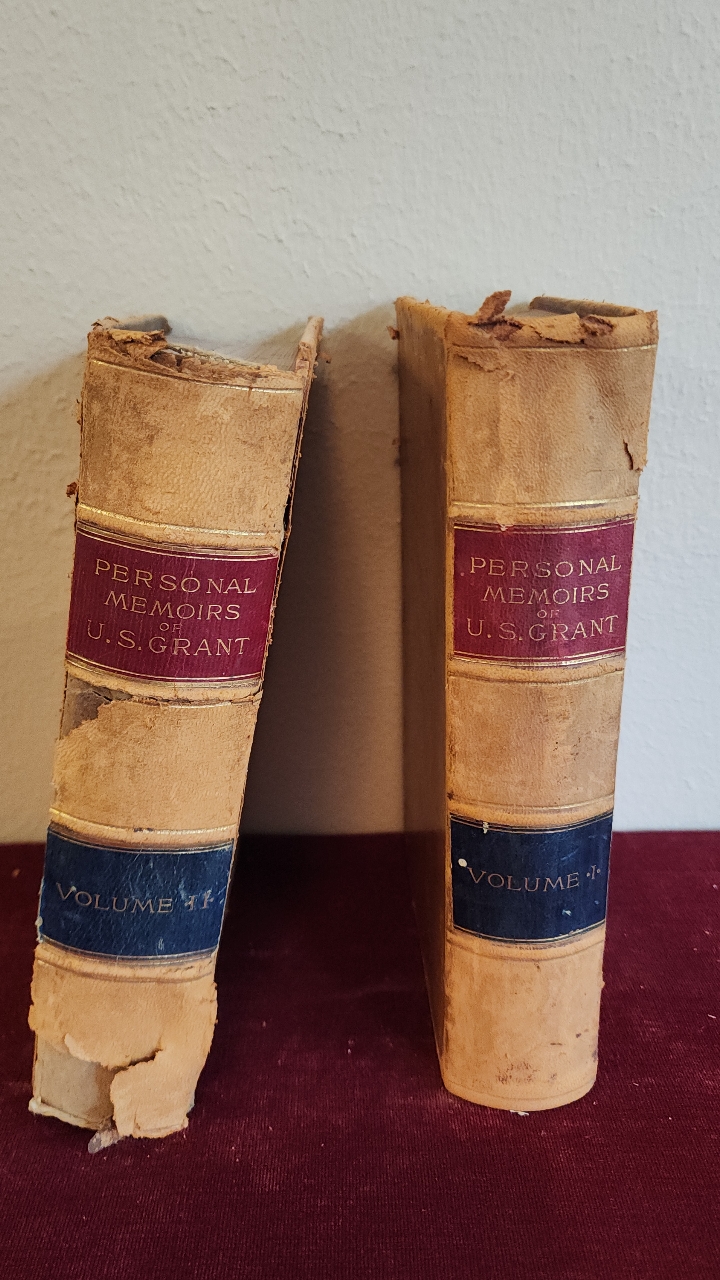 PERSONAL
MEMOIRS
OF
U.S.GRANT
VOLUME II
PERSONAL
MEMOIRS
OF
U.S.GRANT
VOLUME ·I·